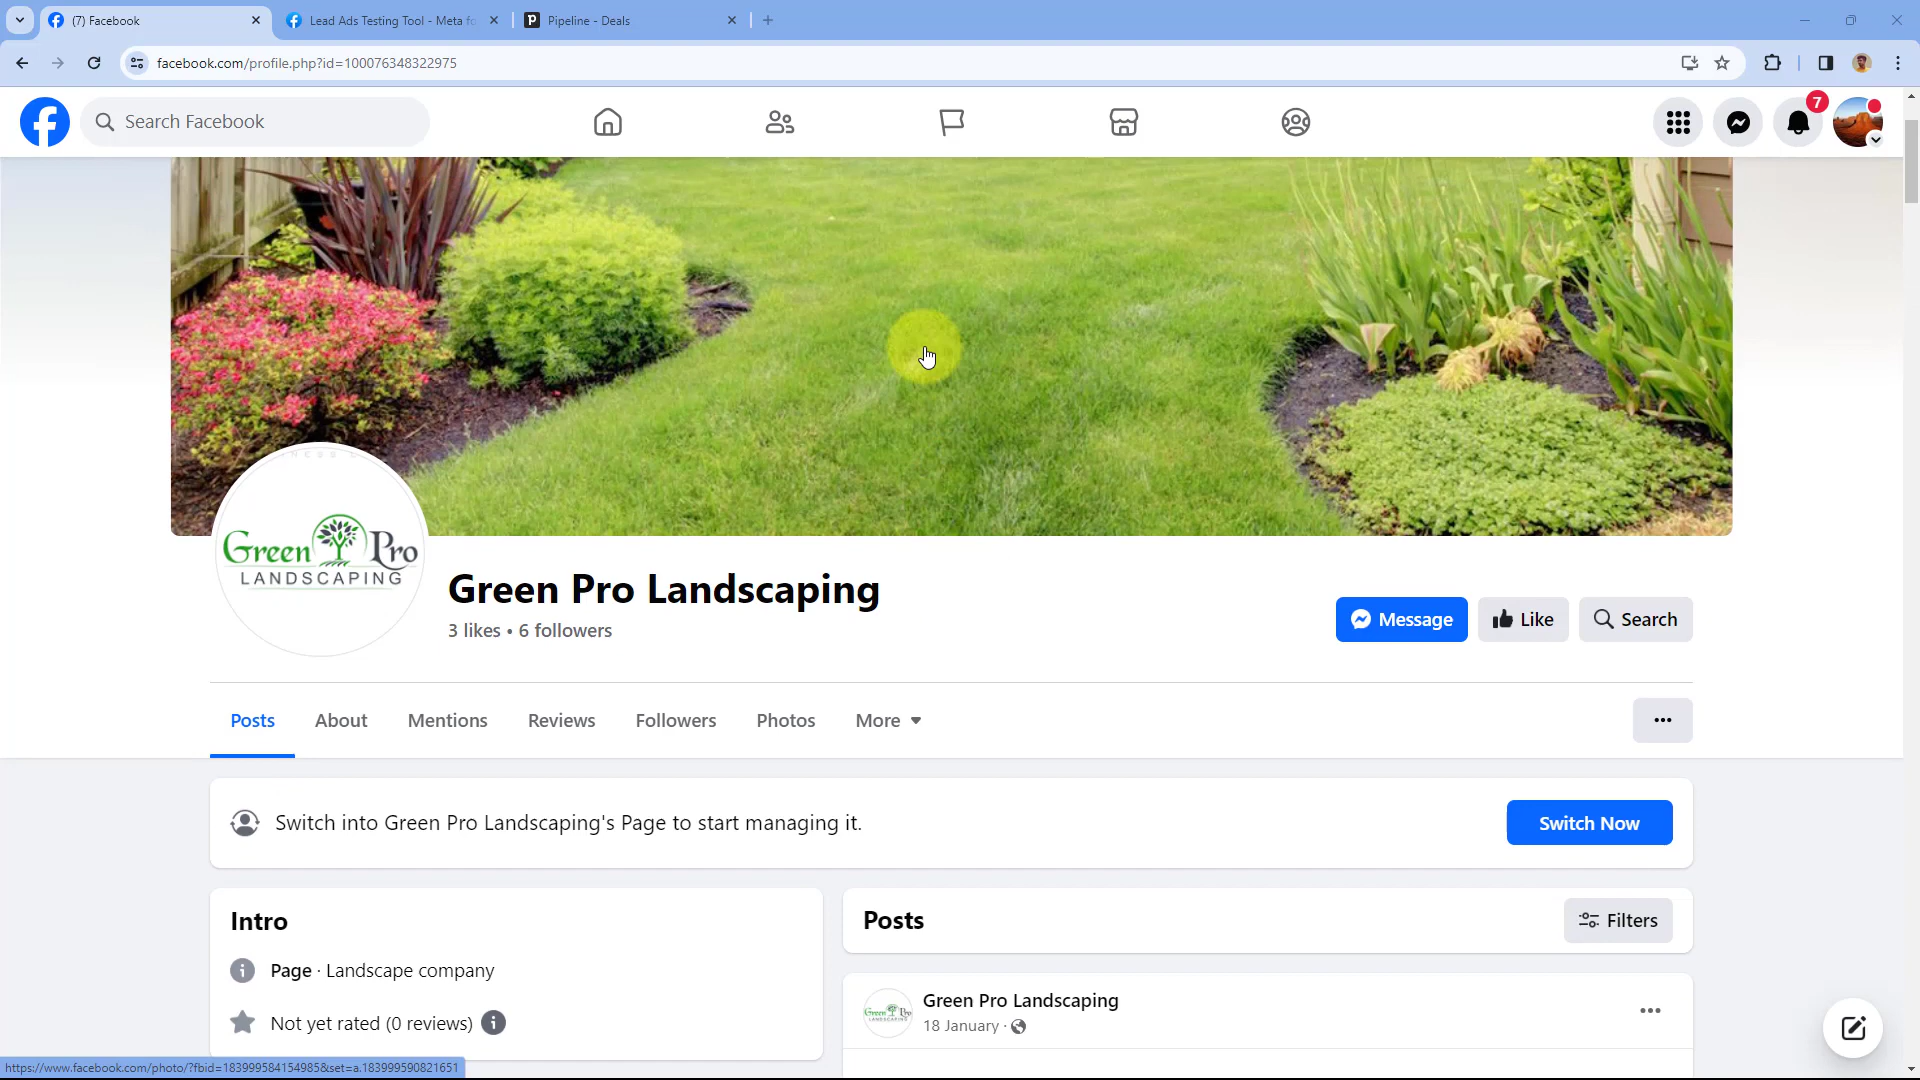 (7) Facebook
Lead Ads Testing Tool - Meta fo
Pipeline - Deals
facebook.com/profile.php?id=100076348322975
Search Facebook
7
Green Pro
LANDSCAPING
Green Pro Landscaping
3 likes • 6 followers
Message
Like
Search
Posts
About
Mentions
Reviews
Followers
Photos
More
Switch into Green Pro Landscaping's Page to start managing it.
Switch Now
Intro
Page · Landscape company
Not yet rated (0 reviews)
Posts
Filters
Green Pro Landscaping
18 January ·
https://www.facebook.com/photo/?fbid=183999584154985&set=a.183999590821651